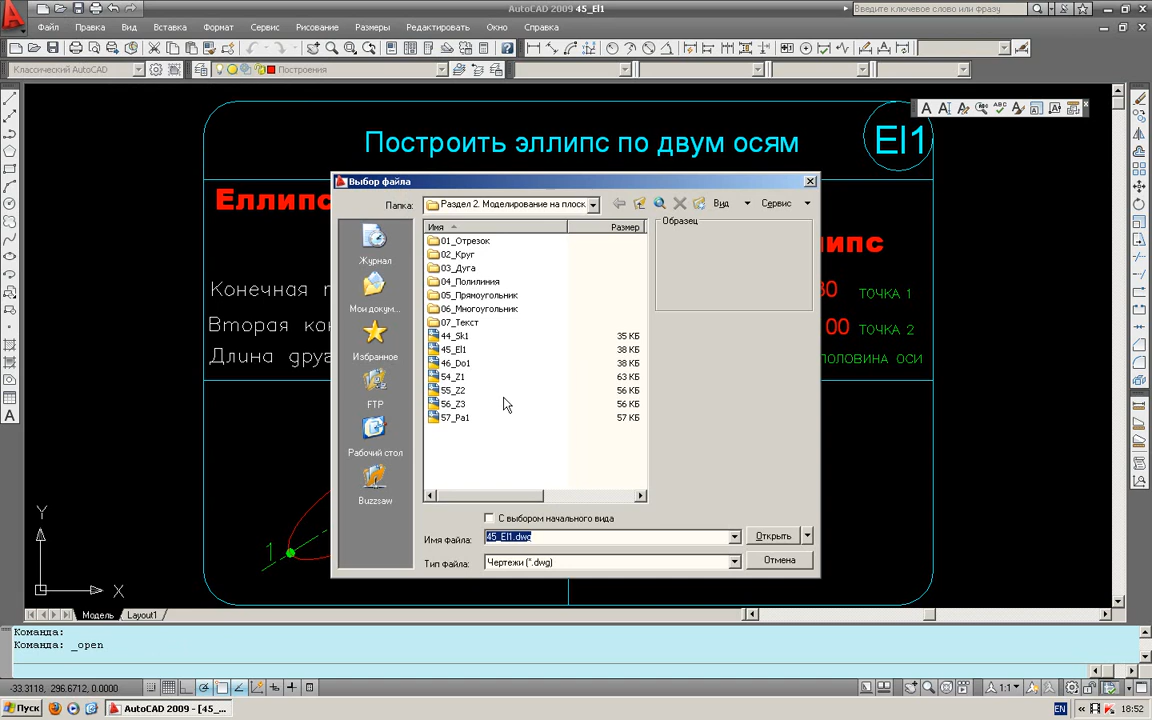 AutoCAD 2009 45_El1
Введите ключевое слово или фразу
Файл Правка Вид Вставка Формат Сервис Рисование Размеры Редактировать Окно Справка
Классический AutoCAD
Построения
Построить эллипс по двум осям
El1
Еллипс
Конечная
Вторая кон
Длина друг
липс
30 ТОЧКА 1
00 ТОЧКА 2
ПОЛОВИНА ОСИ
Выбор файла
Папка:
Раздел 2. Моделирование на плоск
Вид
Сервис
Имя
Размер
Образец
Журнал
Мои докум...
Избранное
FTP
Рабочий стол
Buzzsaw
01_Отрезок
02_Круг
03_Дуга
04_Полилиния
05_Прямоугольник
06_Многоугольник
07_Текст
44_Sk1 35 КБ
45_El1 38 КБ
46_Do1 38 КБ
54_Z1 63 КБ
55_Z2 56 КБ
56_Z3 56 КБ
57_Pa1 57 КБ
С выбором начального вида
Имя файла: 45_El1.dwg
Открыть
Тип файла: Чертежи (*.dwg)
Отмена
1
Y
X
Модель Layout1
Команда:
Команда: _open
-33.3118, 296.6712, 0.0000
1:1
Пуск
AutoCAD 2009 - [45_...
EN
18:52